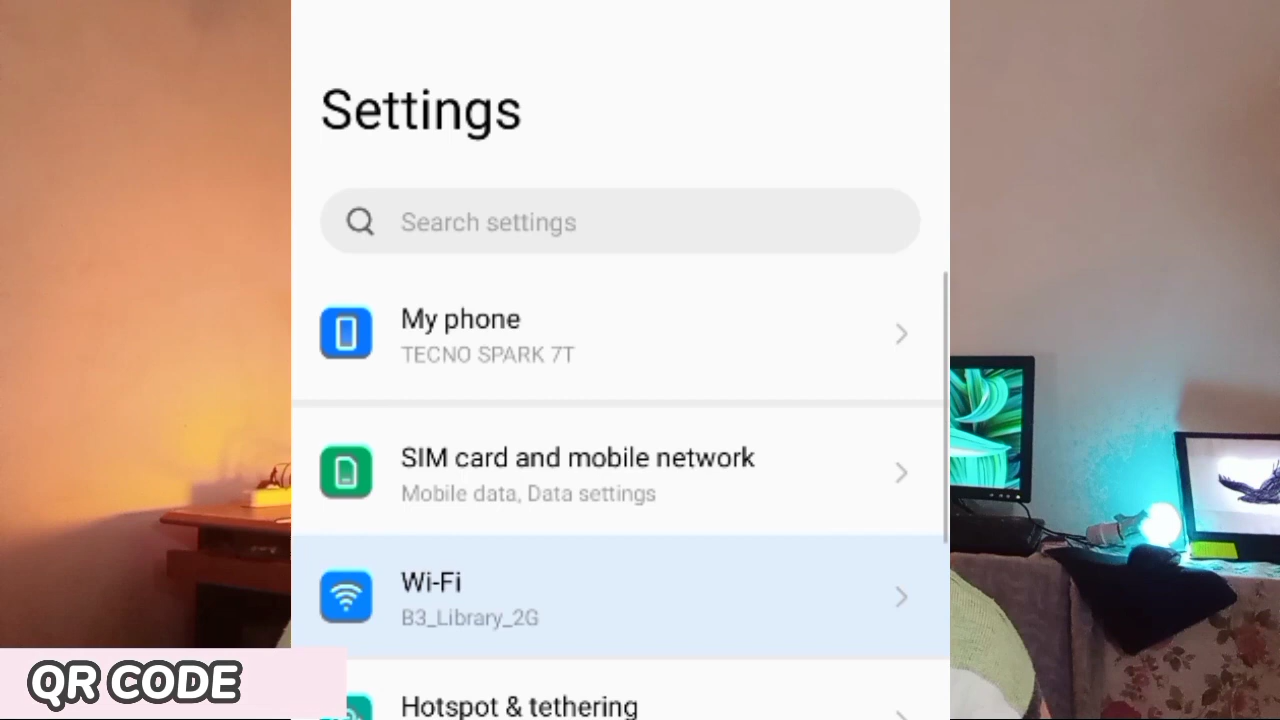 Settings
Search settings
My phone
TECNO SPARK 7T
SIM card and mobile network
Mobile data, Data settings
Wi-Fi
B3_Library_2G
Hotspot & tethering
QR CODE